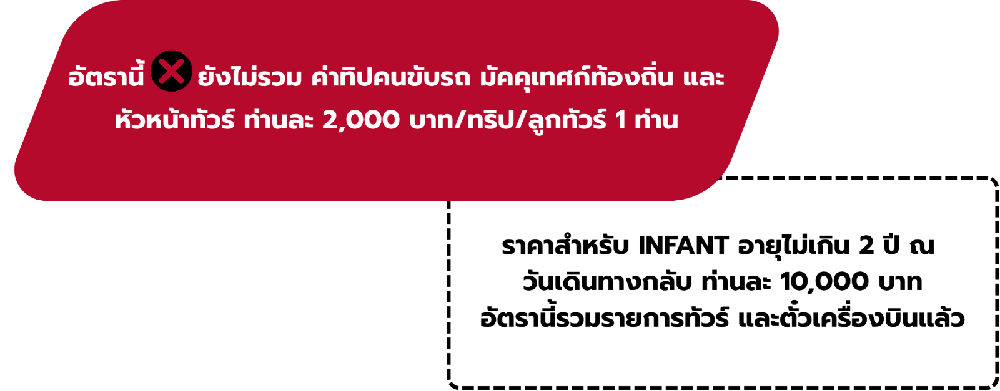 อัตรานี้ ยังไม่รวม ค่าทิปคนขับรถ มัคคุเทศก์ท้องถิ่น และ
หัวหน้าทัวร์ ท่านละ 2,000 บาท/ทริป/ลูกทัวร์ 1 ท่าน
ราคาสำหรับ INFANT อายุไม่เกิน 2 ปี ณ
วันเดินทางกลับ ท่านละ 10,000 บาท
อัตรานี้รวมรายการทัวร์ และตั๋วเครื่องบินแล้ว